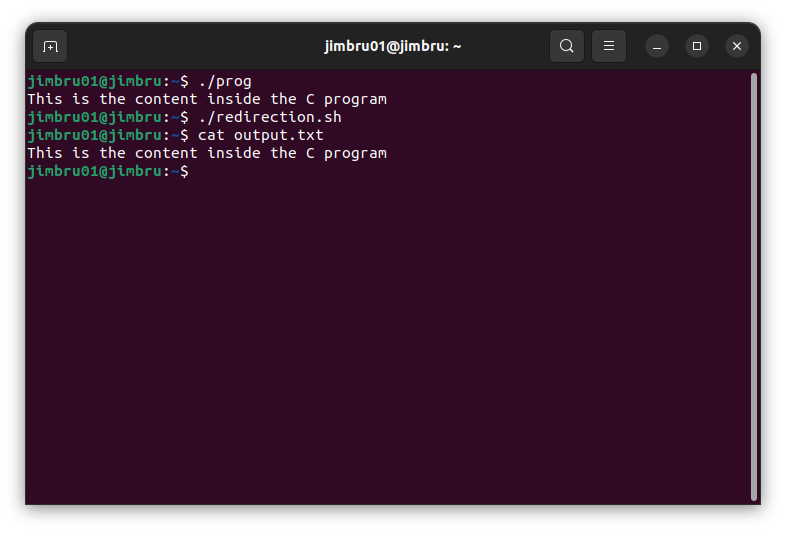 jimbru01@jimbru: ~
jimbru01@jimbru:~$ ./prog
This is the content inside the C program
jimbru01@jimbru:~$ ./redirection.sh
jimbru01@jimbru:~$ cat output.txt
This is the content inside the C program
jimbru01@jimbru:~$